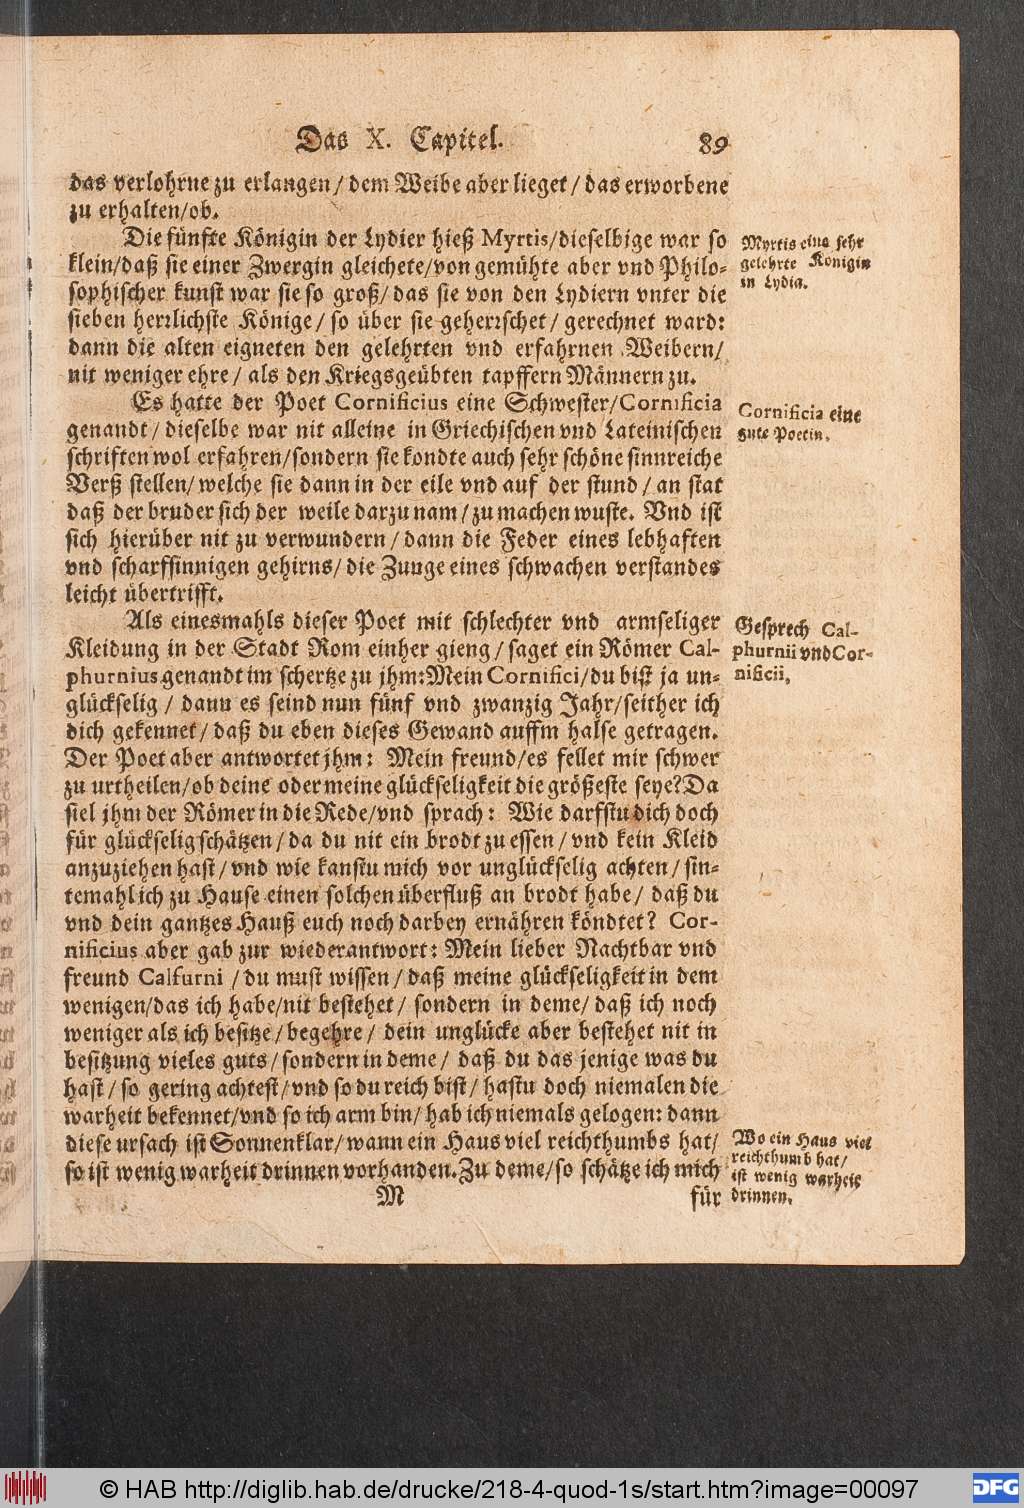 Das X. Capitel. 89
das verlohrne zu erlangen / dem Weibe aber lieget / das erworbene
zu erhalten/ob.
Die fünfte Königin der Lydier hieß Myrtis/dieselbige war so
klein/daß sie einer Zwergin gleichete/von gemühte aber vnd Philo-
sophischer kunst war sie so groß/das sie von den Lydiern vnter die
sieben herrlichste Könige / so über sie geherrschet / gerechnet ward:
dann die alten eigneten den gelehrten vnd erfahrnen Weibern/
nit weniger ehre / als den Kriegsgeübten tapffern Männern zu.
Myrtis eine sehr
gelehrte Königin
in Lydia.
Es hatte der Poet Cornificius eine Schwester/Cornificia
genandt / dieselbe war nit alleine in Griechischen vnd Lateinischen
schriften wol erfahren/sondern sie kondte auch sehr schöne sinnreiche
Verß stellen/welche sie dann in der eile vnd auf der stund / an stat
daß der bruder sich der weile darzu nam / zu machen wuste. Vnd ist
sich hierüber nit zu verwundern / dann die Feder eines lebhaften
vnd scharffsinnigen gehirns/ die Zunge eines schwachen verstandes
leicht übertrifft.
Cornificia eine
gute Poetin.
Als einesmahls dieser Poet mit schlechter vnd armseliger
Kleidung in der Stadt Rom einher gieng / saget ein Römer Cal-
phurnius genandt im schertze zu jhm: Mein Cornifici/du bist ja un-
glückselig / dann es seind nun fünf vnd zwanzig Jahr/seither ich
dich gekennet / daß du eben dieses Gewand auffm halse getragen.
Der Poet aber antwortet jhm: Mein freund/es fellet mir schwer
zu urtheilen/ob deine oder meine glückseligkeit die größeste seye? Da
fiel jhm der Römer in die Rede/vnd sprach: Wie darfstu dich doch
für glückselig schätzen / da du nit ein brodt zu essen / vnd kein Kleid
anzuziehen hast / vnd wie kanstu mich vor unglückselig achten / sin-
temahl ich zu Hause einen solchen überfluß an brodt habe / daß du
vnd dein gantzes Hauß euch noch darbey ernähren köndtet? Cor-
nificius aber gab zur wiederantwort: Mein lieber Nachtbar vnd
freund Calfurni / du must wissen / daß meine glückseligkeit in dem
wenigen/das ich habe/nit bestehet / sondern in deme / daß ich noch
weniger als ich besitze / begehre / dein unglücke aber bestehet nit in
besitzung vieles guts / sondern in deme / daß du das jenige was du
hast / so gering achtest / vnd so du reich bist / hastu doch niemalen die
warheit bekennet/vnd so ich arm bin / hab ich niemals gelogen: dann
diese ursach ist Sonnenklar/ wann ein Haus viel reichthumbs hat/
so ist wenig warheit drinnen vorhanden. Zu deme/so schätze ich mich
Gesprech Cal-
phurnii vnd Cor-
nificii.
Wo ein Haus viel
reichthumb hat/
ist wenig warheit
drinnen.
M für
© HAB http://diglib.hab.de/drucke/218-4-quod-1s/start.htm?image=00097
DFG